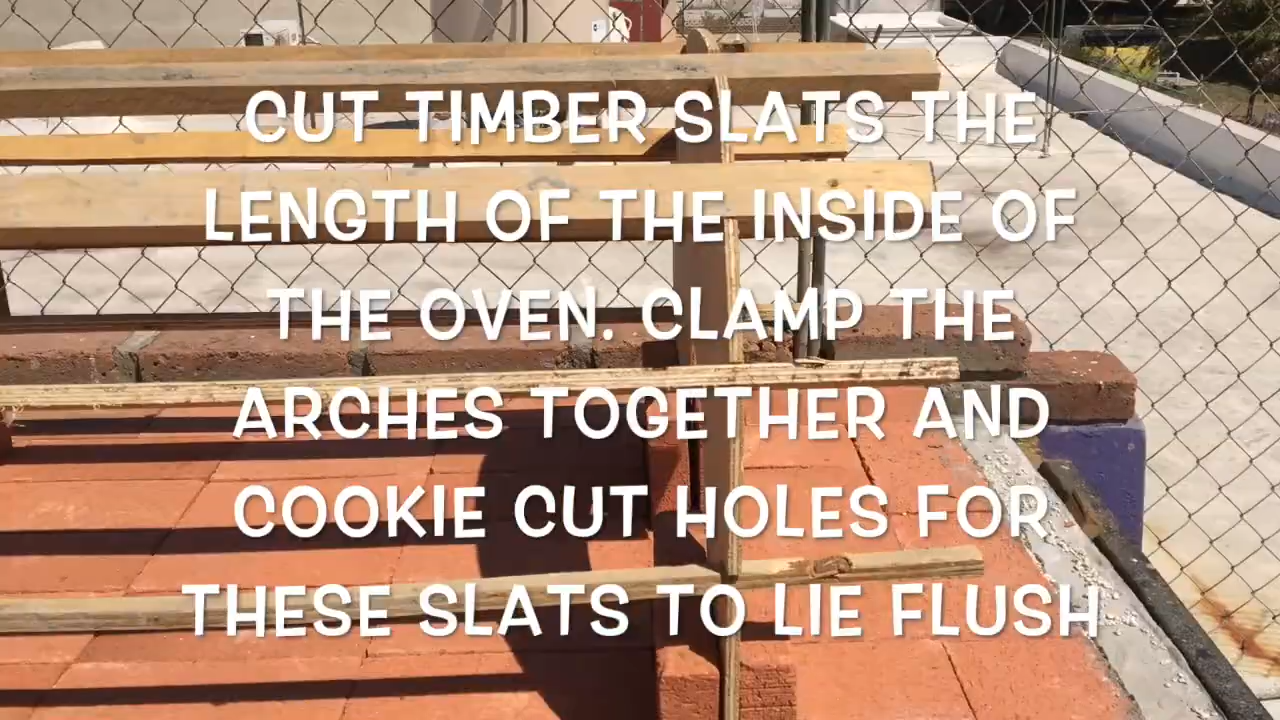 CUT TIMBER SLATS THE
LENGTH OF THE INSIDE OF
THE OVEN. CLAMP THE
ARCHES TOGETHER AND
COOKIE CUT HOLES FOR
THESE SLATS TO LIE FLUSH